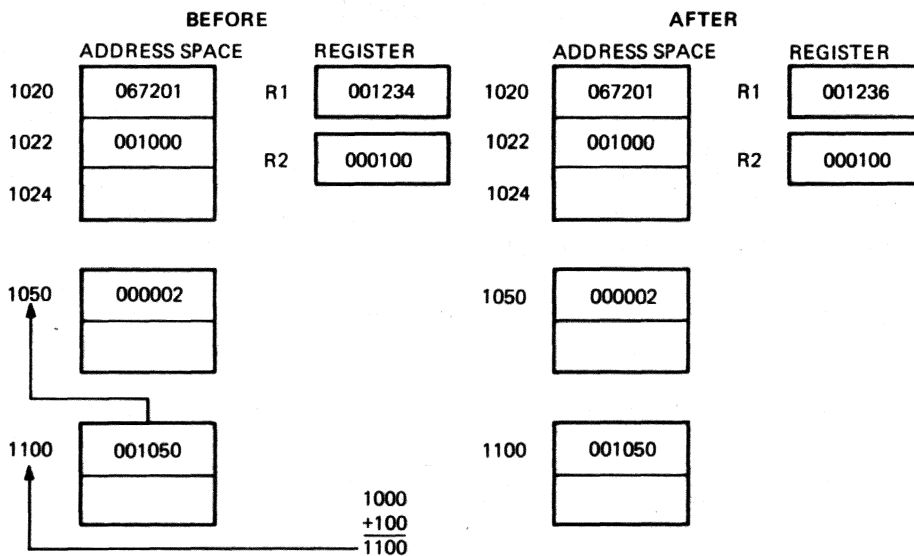 BEFORE AFTER
ADDRESS SPACE REGISTER ADDRESS SPACE REGISTER
1020 067201 R1 001234 1020 067201 R1 001236
1022 001000 R2 000100 1022 001000 R2 000100
1024 1024
1050 000002 1050 000002
1100 001050 1100 001050
1000
+100
1100